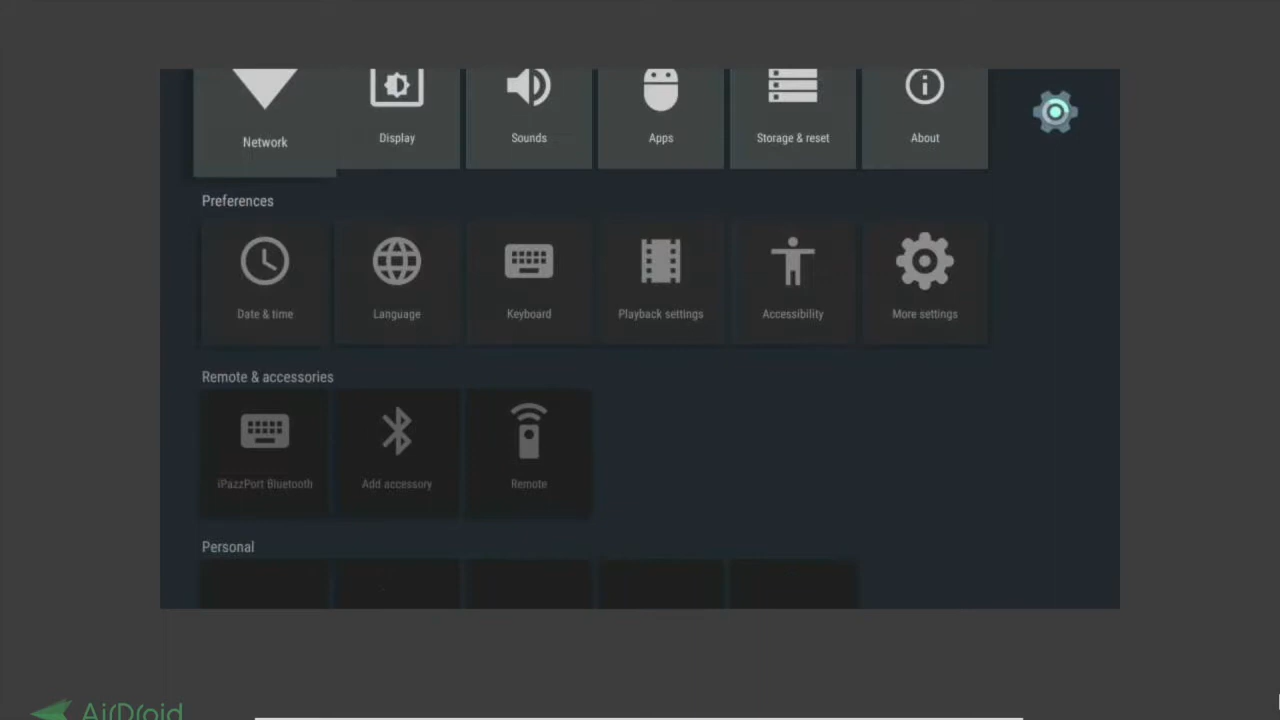 Network Display Sounds Apps Storage & reset About
Preferences
Date & time Language Keyboard Playback settings Accessibility More settings
Remote & accessories
iPazzPort Bluetooth Add accessory Remote
Personal
AirDroid